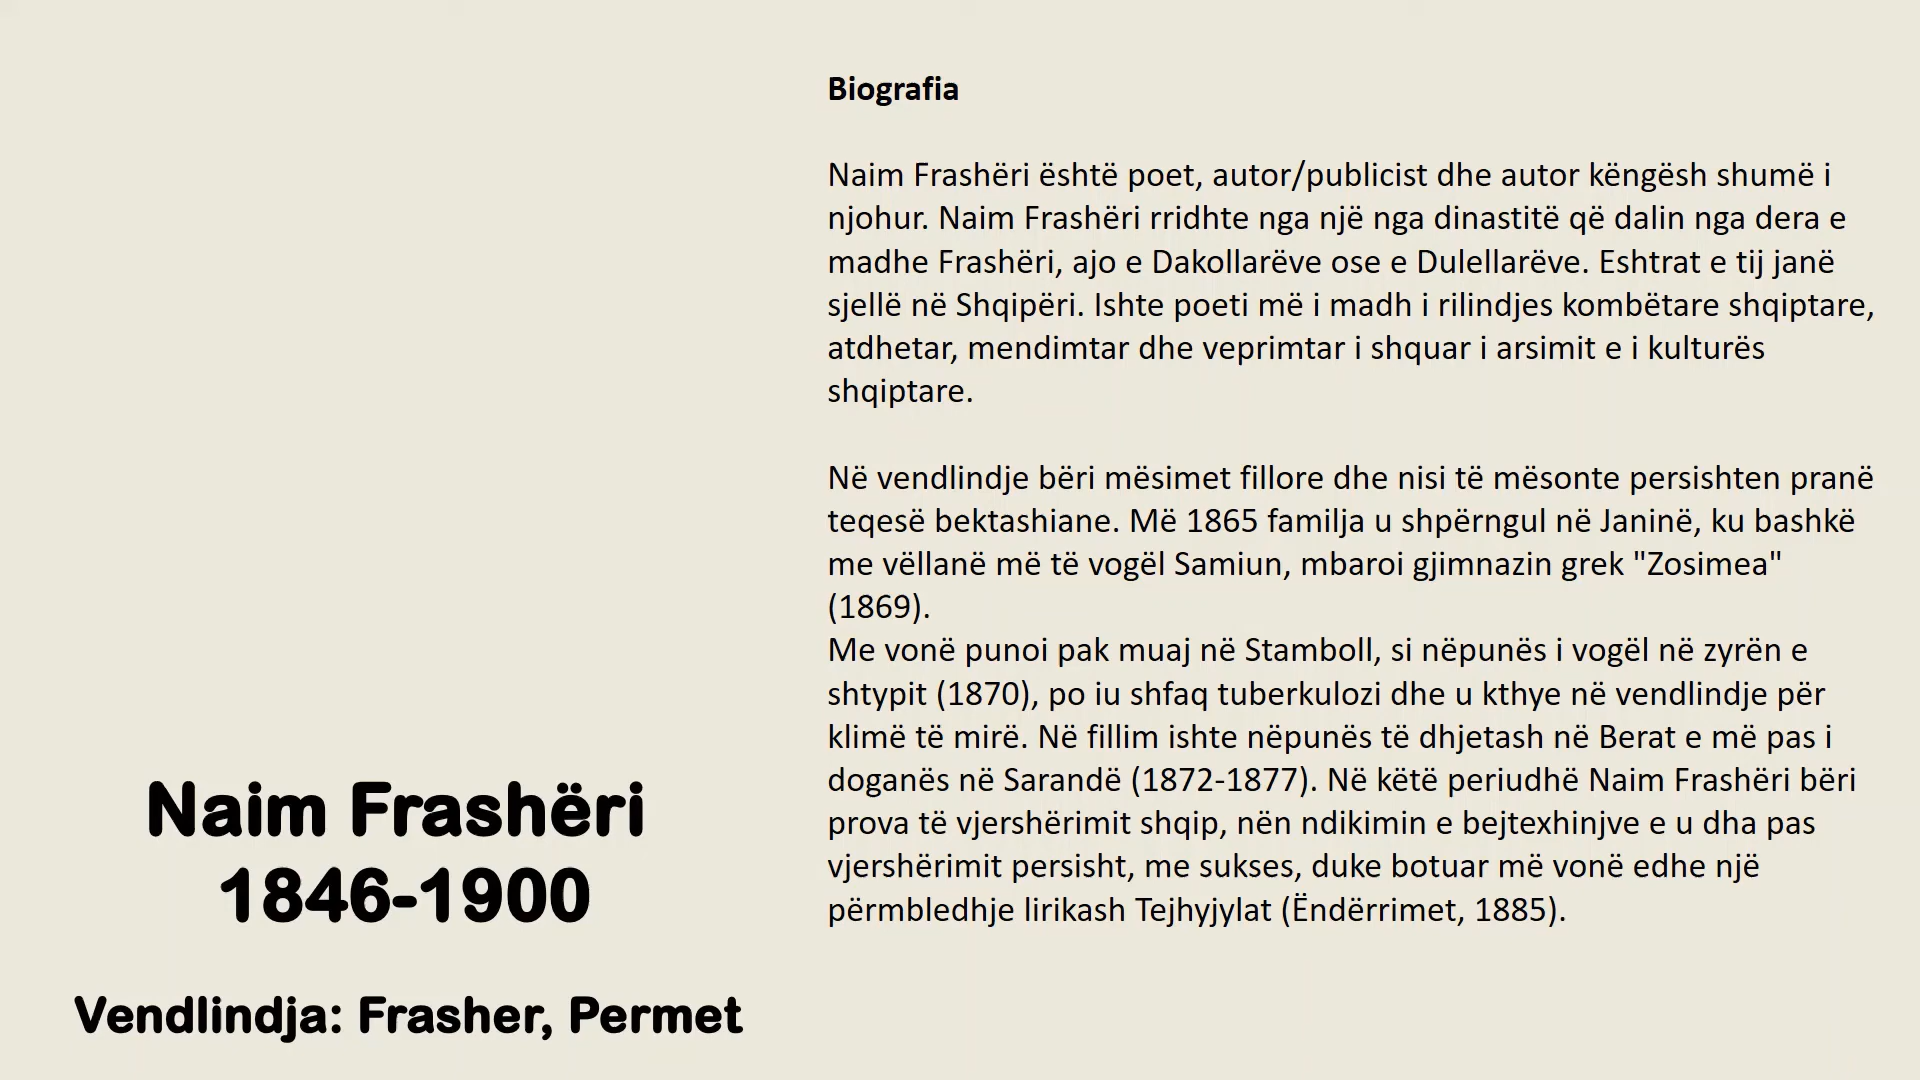 Biografia
Naim Frashëri është poet, autor/publicist dhe autor këngësh shumë i
njohur. Naim Frashëri rridhte nga një nga dinastitë që dalin nga dera e
madhe Frashëri, ajo e Dakollarëve ose e Dulellarëve. Eshtrat e tij janë
sjellë në Shqipëri. Ishte poeti më i madh i rilindjes kombëtare shqiptare,
atdhetar, mendimtar dhe veprimtar i shquar i arsimit e i kulturës
shqiptare.
Në vendlindje bëri mësimet fillore dhe nisi të mësonte persishten pranë
teqesë bektashiane. Më 1865 familja u shpërngul në Janinë, ku bashkë
me vëllanë më të vogël Samiun, mbaroi gjimnazin grek "Zosimea"
(1869).
Me vonë punoi pak muaj në Stamboll, si nëpunës i vogël në zyrën e
shtypit (1870), po iu shfaq tuberkulozi dhe u kthye në vendlindje për
klimë të mirë. Në fillim ishte nëpunës të dhjetash në Berat e më pas i
doganës në Sarandë (1872-1877). Në këtë periudhë Naim Frashëri bëri
prova të vjershërimit shqip, nën ndikimin e bejtexhinjve e u dha pas
vjershërimit persisht, me sukses, duke botuar më vonë edhe një
përmbledhje lirikash Tejhyjylat (Ëndërrimet, 1885).
Naim Frashëri
1846-1900
Vendlindja: Frasher, Permet